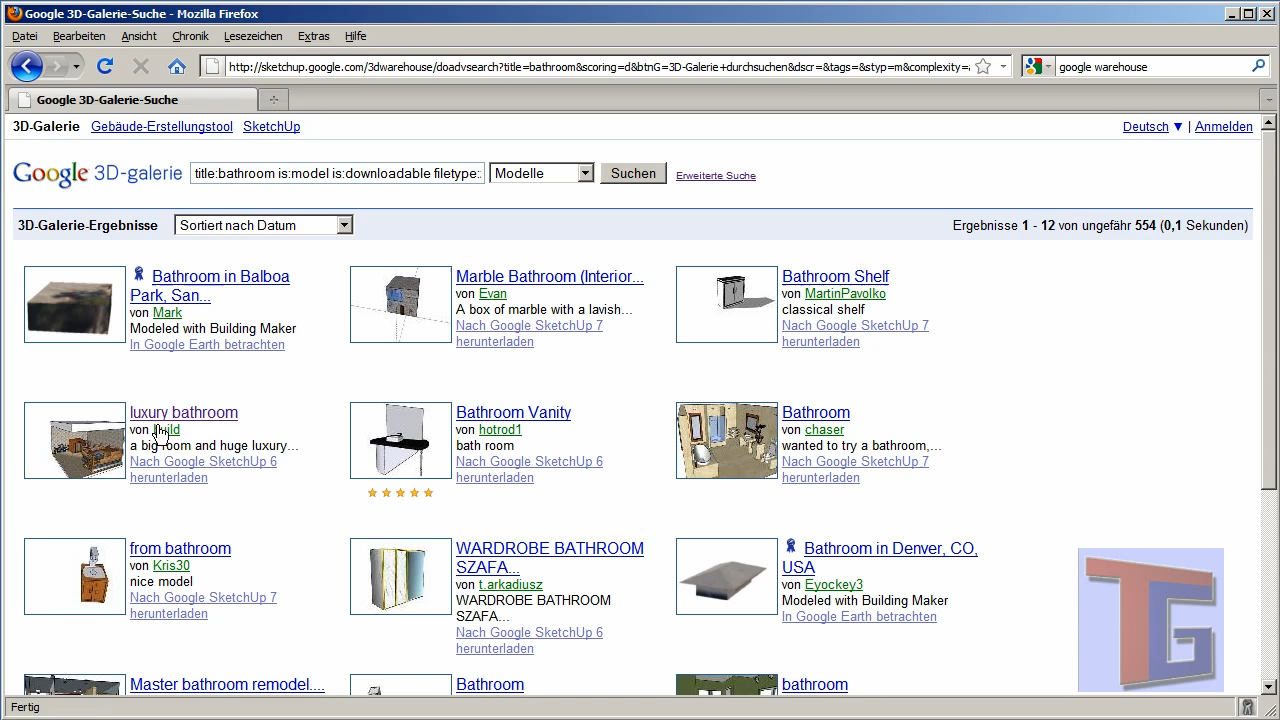 Google 3D-Galerie-Suche - Mozilla Firefox
Datei Bearbeiten Ansicht Chronik Lesezeichen Extras Hilfe
http://sketchup.google.com/3dwarehouse/doadvsearch?title=bathroom&scoring=d&btnG=3D-Galerie+durchsuchen&dscr=&tags=&styp=m&complexity=
google warehouse
Google 3D-Galerie-Suche
3D-Galerie Gebäude-Erstellungstool SketchUp
Deutsch ▼ | Anmelden
Google 3D-galerie
title:bathroom is:model is:downloadable filetype:
Modelle
Suchen
Erweiterte Suche
3D-Galerie-Ergebnisse
Sortiert nach Datum
Ergebnisse 1 - 12 von ungefähr 554 (0,1 Sekunden)
Bathroom in Balboa
Park, San...
von Mark
Modeled with Building Maker
In Google Earth betrachten
Marble Bathroom (Interior...
von Evan
A box of marble with a lavish...
Nach Google SketchUp 7
herunterladen
Bathroom Shelf
von MartinPavolko
classical shelf
Nach Google SketchUp 7
herunterladen
luxury bathroom
von
a big room and huge luxury...
Nach Google SketchUp 6
herunterladen
Bathroom Vanity
von hotrod1
bath room
Nach Google SketchUp 6
herunterladen
Bathroom
von chaser
wanted to try a bathroom,...
Nach Google SketchUp 7
herunterladen
from bathroom
von Kris30
nice model
Nach Google SketchUp 7
herunterladen
WARDROBE BATHROOM
SZAFA...
von t.arkadiusz
WARDROBE BATHROOM
SZAFA...
Nach Google SketchUp 6
herunterladen
Bathroom in Denver, CO,
USA
von Eyockey3
Modeled with Building Maker
In Google Earth betrachten
Master bathroom remodel....
Bathroom
bathroom
TG
Fertig